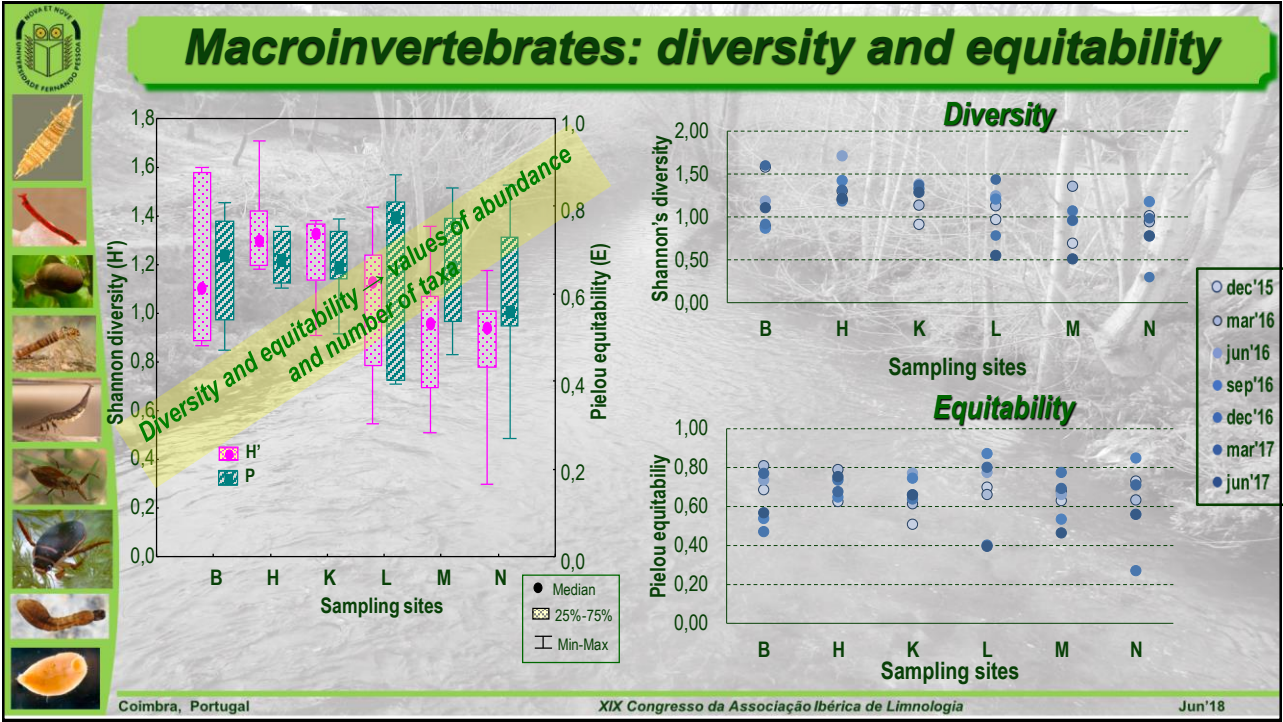 NOVA ET NOVE
UNIVERSIDADE FERNANDO PESSOA
Macroinvertebrates: diversity and equitability
Shannon diversity (H')
1,8
1,6
1,4
1,2
1,0
0,8
0,6
0,4
0,2
0,0
1,0
0,8
0,6
0,4
0,2
0,0
Pielou equitability (E)
Diversity and equitability → values of abundance
and number of taxa
H'
P
B H K L M N
Sampling sites
Median
25%-75%
Min-Max
Diversity
Shannon's diversity
2,00
1,50
1,00
0,50
0,00
B H K L M N
Sampling sites
Equitability
Pielou equitability
1,00
0,80
0,60
0,40
0,20
0,00
B H K L M N
Sampling sites
dec'15
mar'16
jun'16
sep'16
dec'16
mar'17
jun'17
Coimbra, Portugal
XIX Congresso da Associação Ibérica de Limnologia
Jun'18